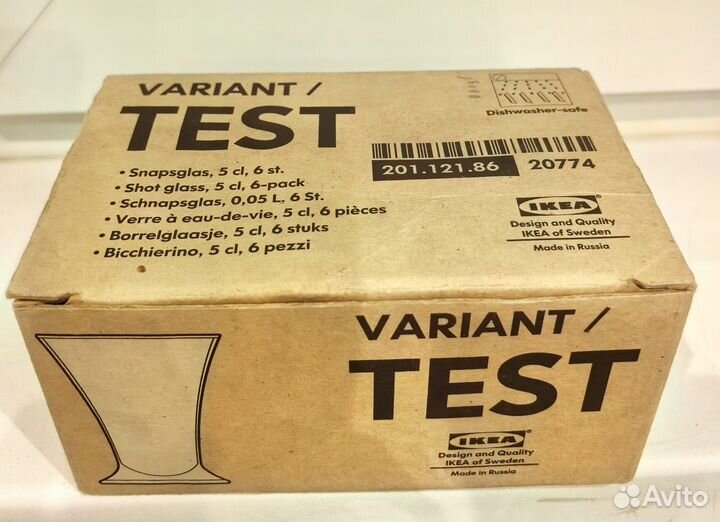 VARIANT /
TEST
• Snapsglas, 5 cl, 6 st.
• Shot glass, 5 cl, 6-pack
• Schnapsglas, 0,05 L, 6 St.
• Verre à eau-de-vie, 5 cl, 6 pièces
• Borrelglaasje, 5 cl, 6 stuks
• Bicchierino, 5 cl, 6 pezzi
Dishwasher-safe
201.121.86 20774
IKEA
Design and Quality
IKEA of Sweden
Made in Russia
VARIANT /
TEST
IKEA
Design and Quality
IKEA of Sweden
Made in Russia
Avito